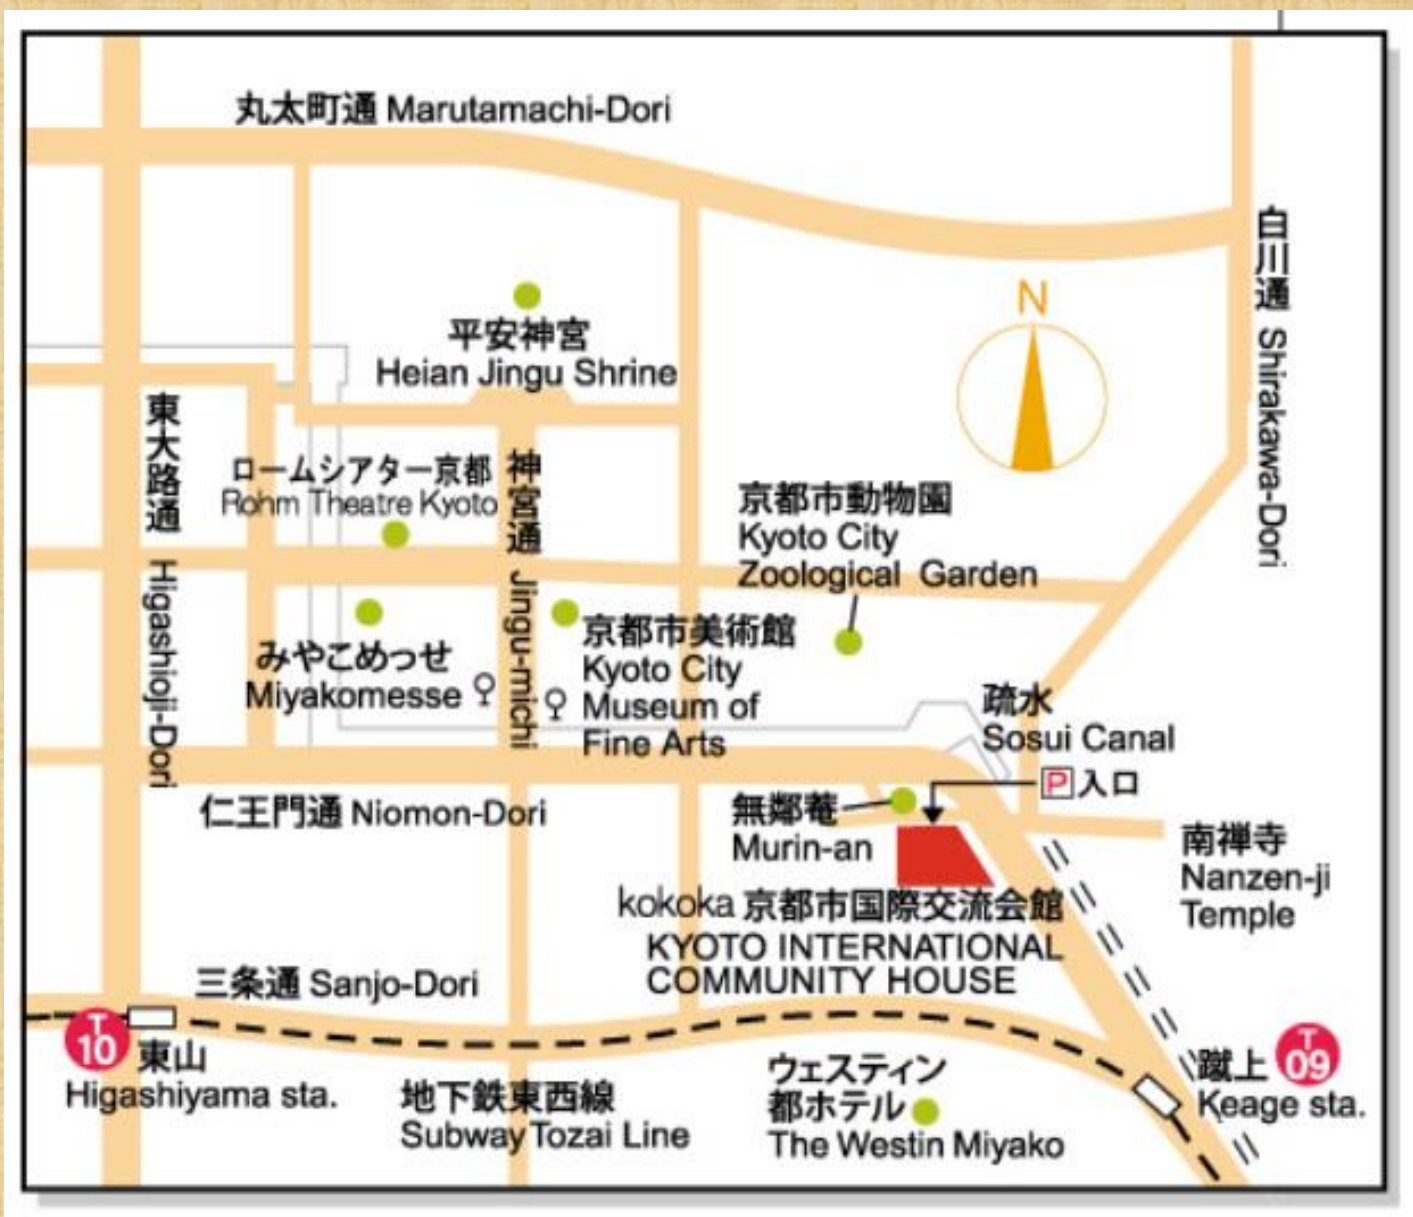 丸太町通 Marutamachi-Dori
白川通 Shirakawa-Dori
N
平安神宮
Heian Jingu Shrine
東大路通 Higashioji-Dori
ロームシアター京都
Rohm Theatre Kyoto
神宮通 Jingu-michi
京都市動物園
Kyoto City
Zoological Garden
みやこめっせ
Miyakomesse
京都市美術館
Kyoto City
Museum of
Fine Arts
疏水
Sosui Canal
P入口
仁王門通 Niomon-Dori
無鄰菴
Murin-an
南禅寺
Nanzen-ji
Temple
kokoka 京都市国際交流会館
KYOTO INTERNATIONAL
COMMUNITY HOUSE
三条通 Sanjo-Dori
T
10
東山
Higashiyama sta.
地下鉄東西線
Subway Tozai Line
ウェスティン
都ホテル
The Westin Miyako
蹴上
T
09
Keage sta.